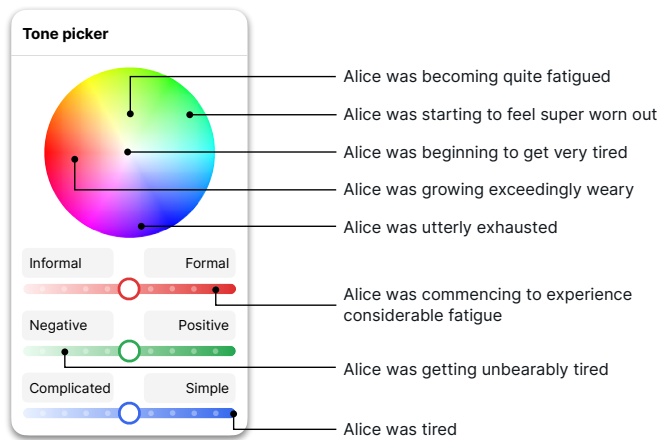 Tone picker
Alice was becoming quite fatigued
Alice was starting to feel super worn out
Alice was beginning to get very tired
Alice was growing exceedingly weary
Alice was utterly exhausted
Informal
Formal
Alice was commencing to experience
considerable fatigue
Negative
Positive
Alice was getting unbearably tired
Complicated
Simple
Alice was tired